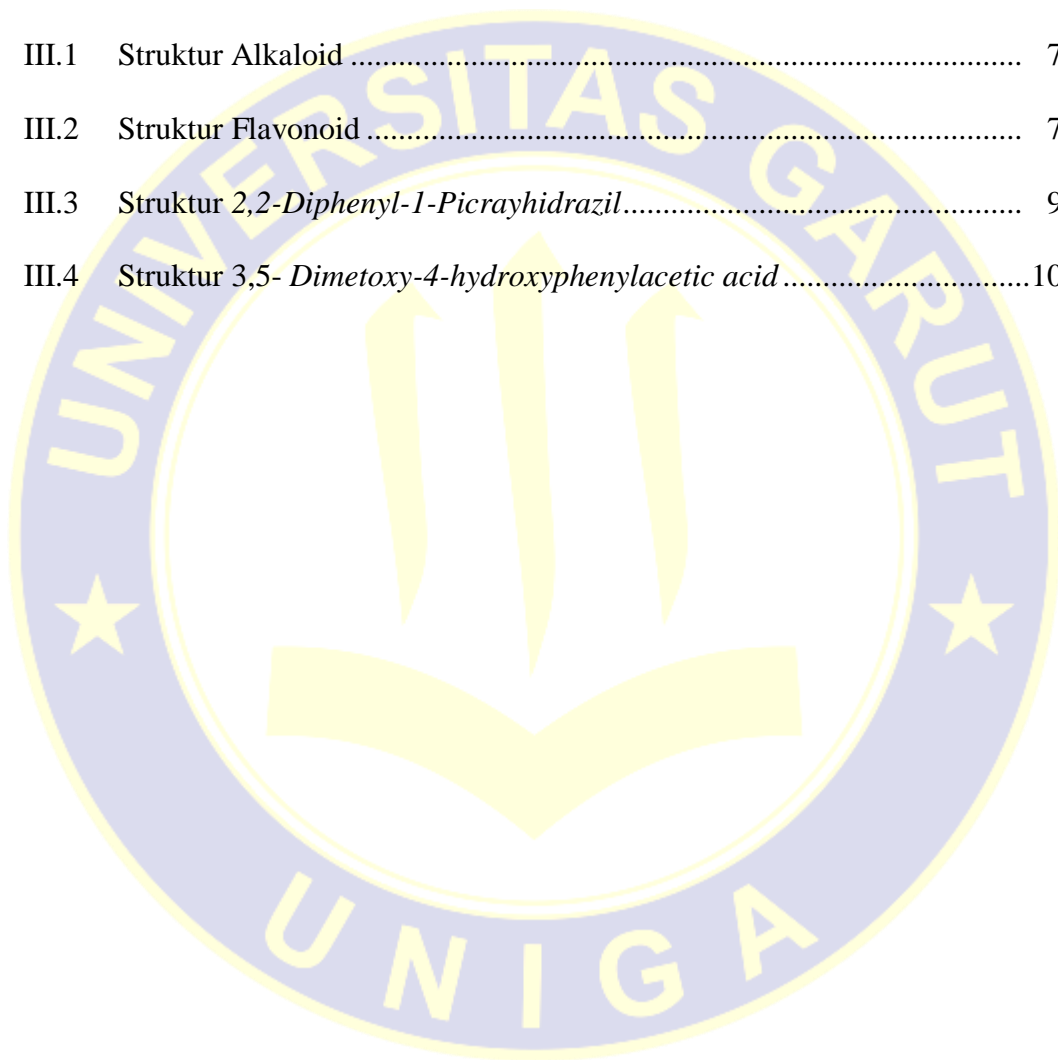 III.1 Struktur Alkaloid ........................................................................ 7
III.2 Struktur Flavonoid ...................................................................... 7
III.3 Struktur 2,2-Diphenyl-1-Picrayhidrazil........................................... 9
III.4 Struktur 3,5- Dimetoxy-4-hydroxyphenylacetic acid ...........................10
UNIVERSITAS GARUT
UNIGA